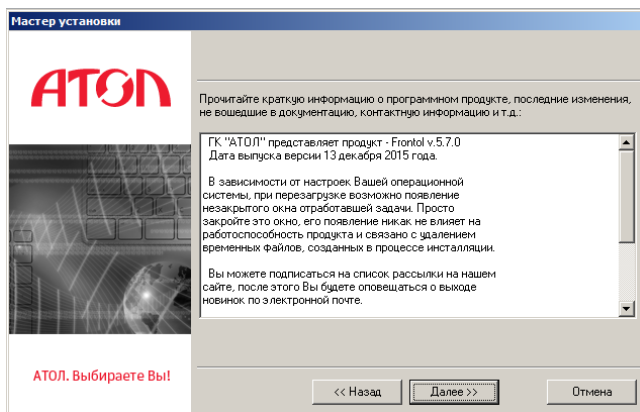 Мастер установки
АТОЛ
Прочитайте краткую информацию о программном продукте, последние изменения,
не вошедшие в документацию, контактную информацию и т.д.:
ГК "АТОЛ" представляет продукт - Frontol v.5.7.0
Дата выпуска версии 13 декабря 2015 года.
В зависимости от настроек Вашей операционной
системы, при перезагрузке возможно появление
незакрытого окна отработавшей задачи. Просто
закройте это окно, его появление никак не влияет на
работоспособность продукта и связано с удалением
временных файлов, созданных в процессе инсталляции.
Вы можете подписаться на список рассылки на нашем
сайте, после этого Вы будете оповещаться о выходе
новинок по электронной почте.
АТОЛ. Выбираете Вы!
<< Назад
Далее >>
Отмена